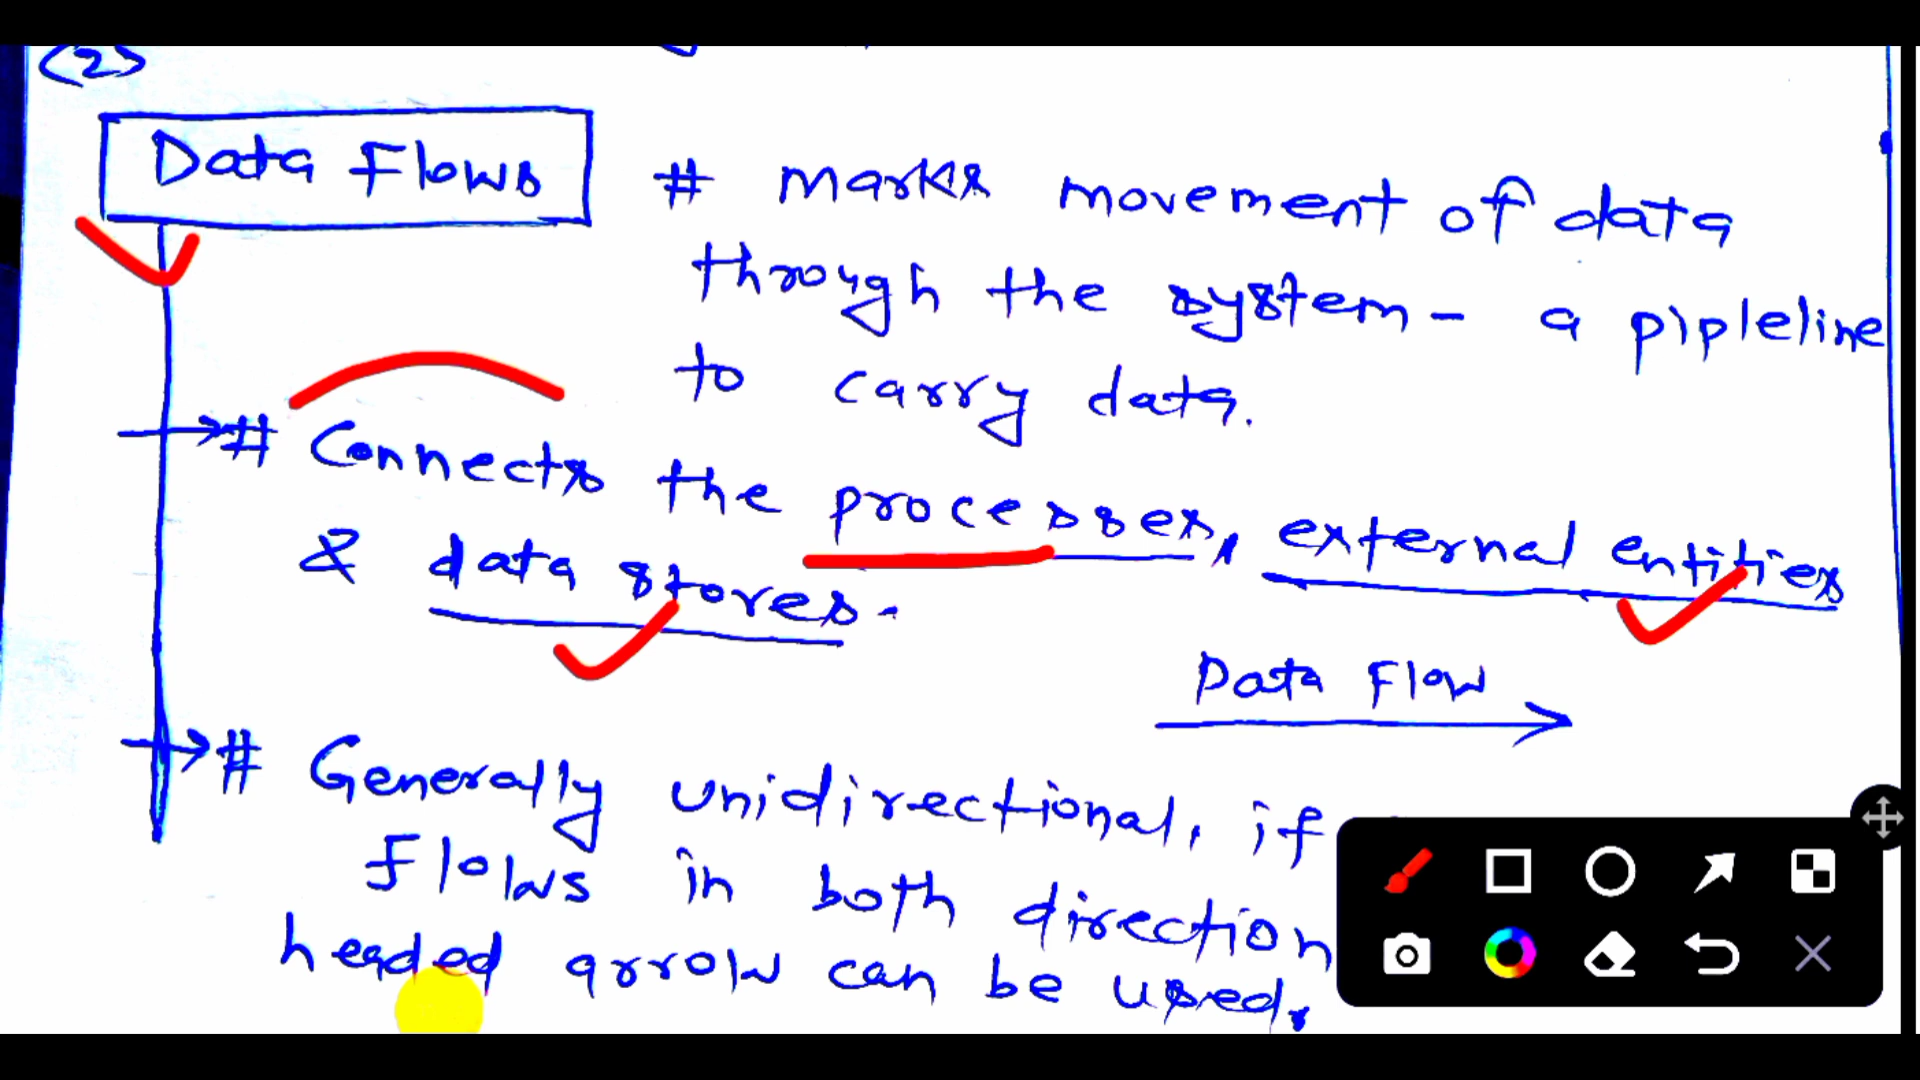 (2)
Data Flows
# Marks movement of data
through the system - a pipleline
to carry data.
# Connects the processes, external entities
& data stores.
Data Flow
# Generally unidirectional, if
flows in both direction
headed arrow can be used.